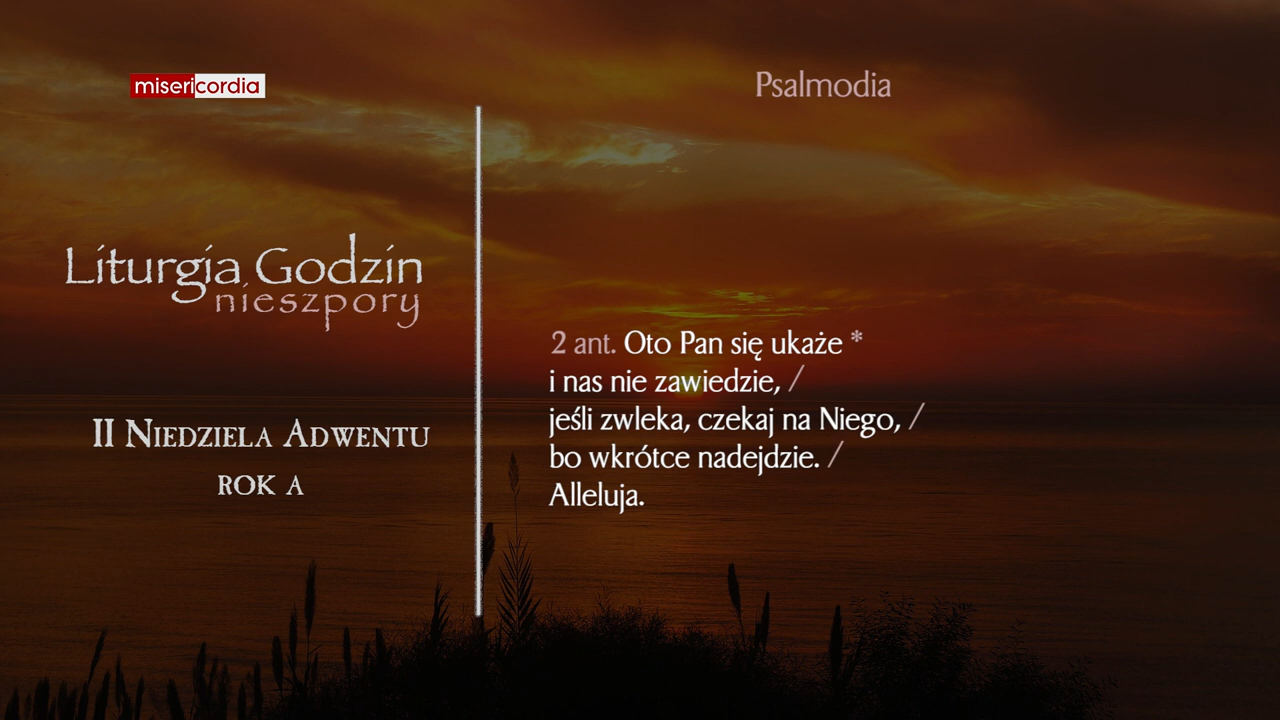 misericordia
Psalmodia
Liturgia Godzin
nieszpory
II Niedziela Adwentu
rok A
2 ant. Oto Pan się ukaże *
i nas nie zawiedzie, /
jeśli zwleka, czekaj na Niego, /
bo wkrótce nadejdzie. /
Alleluja.